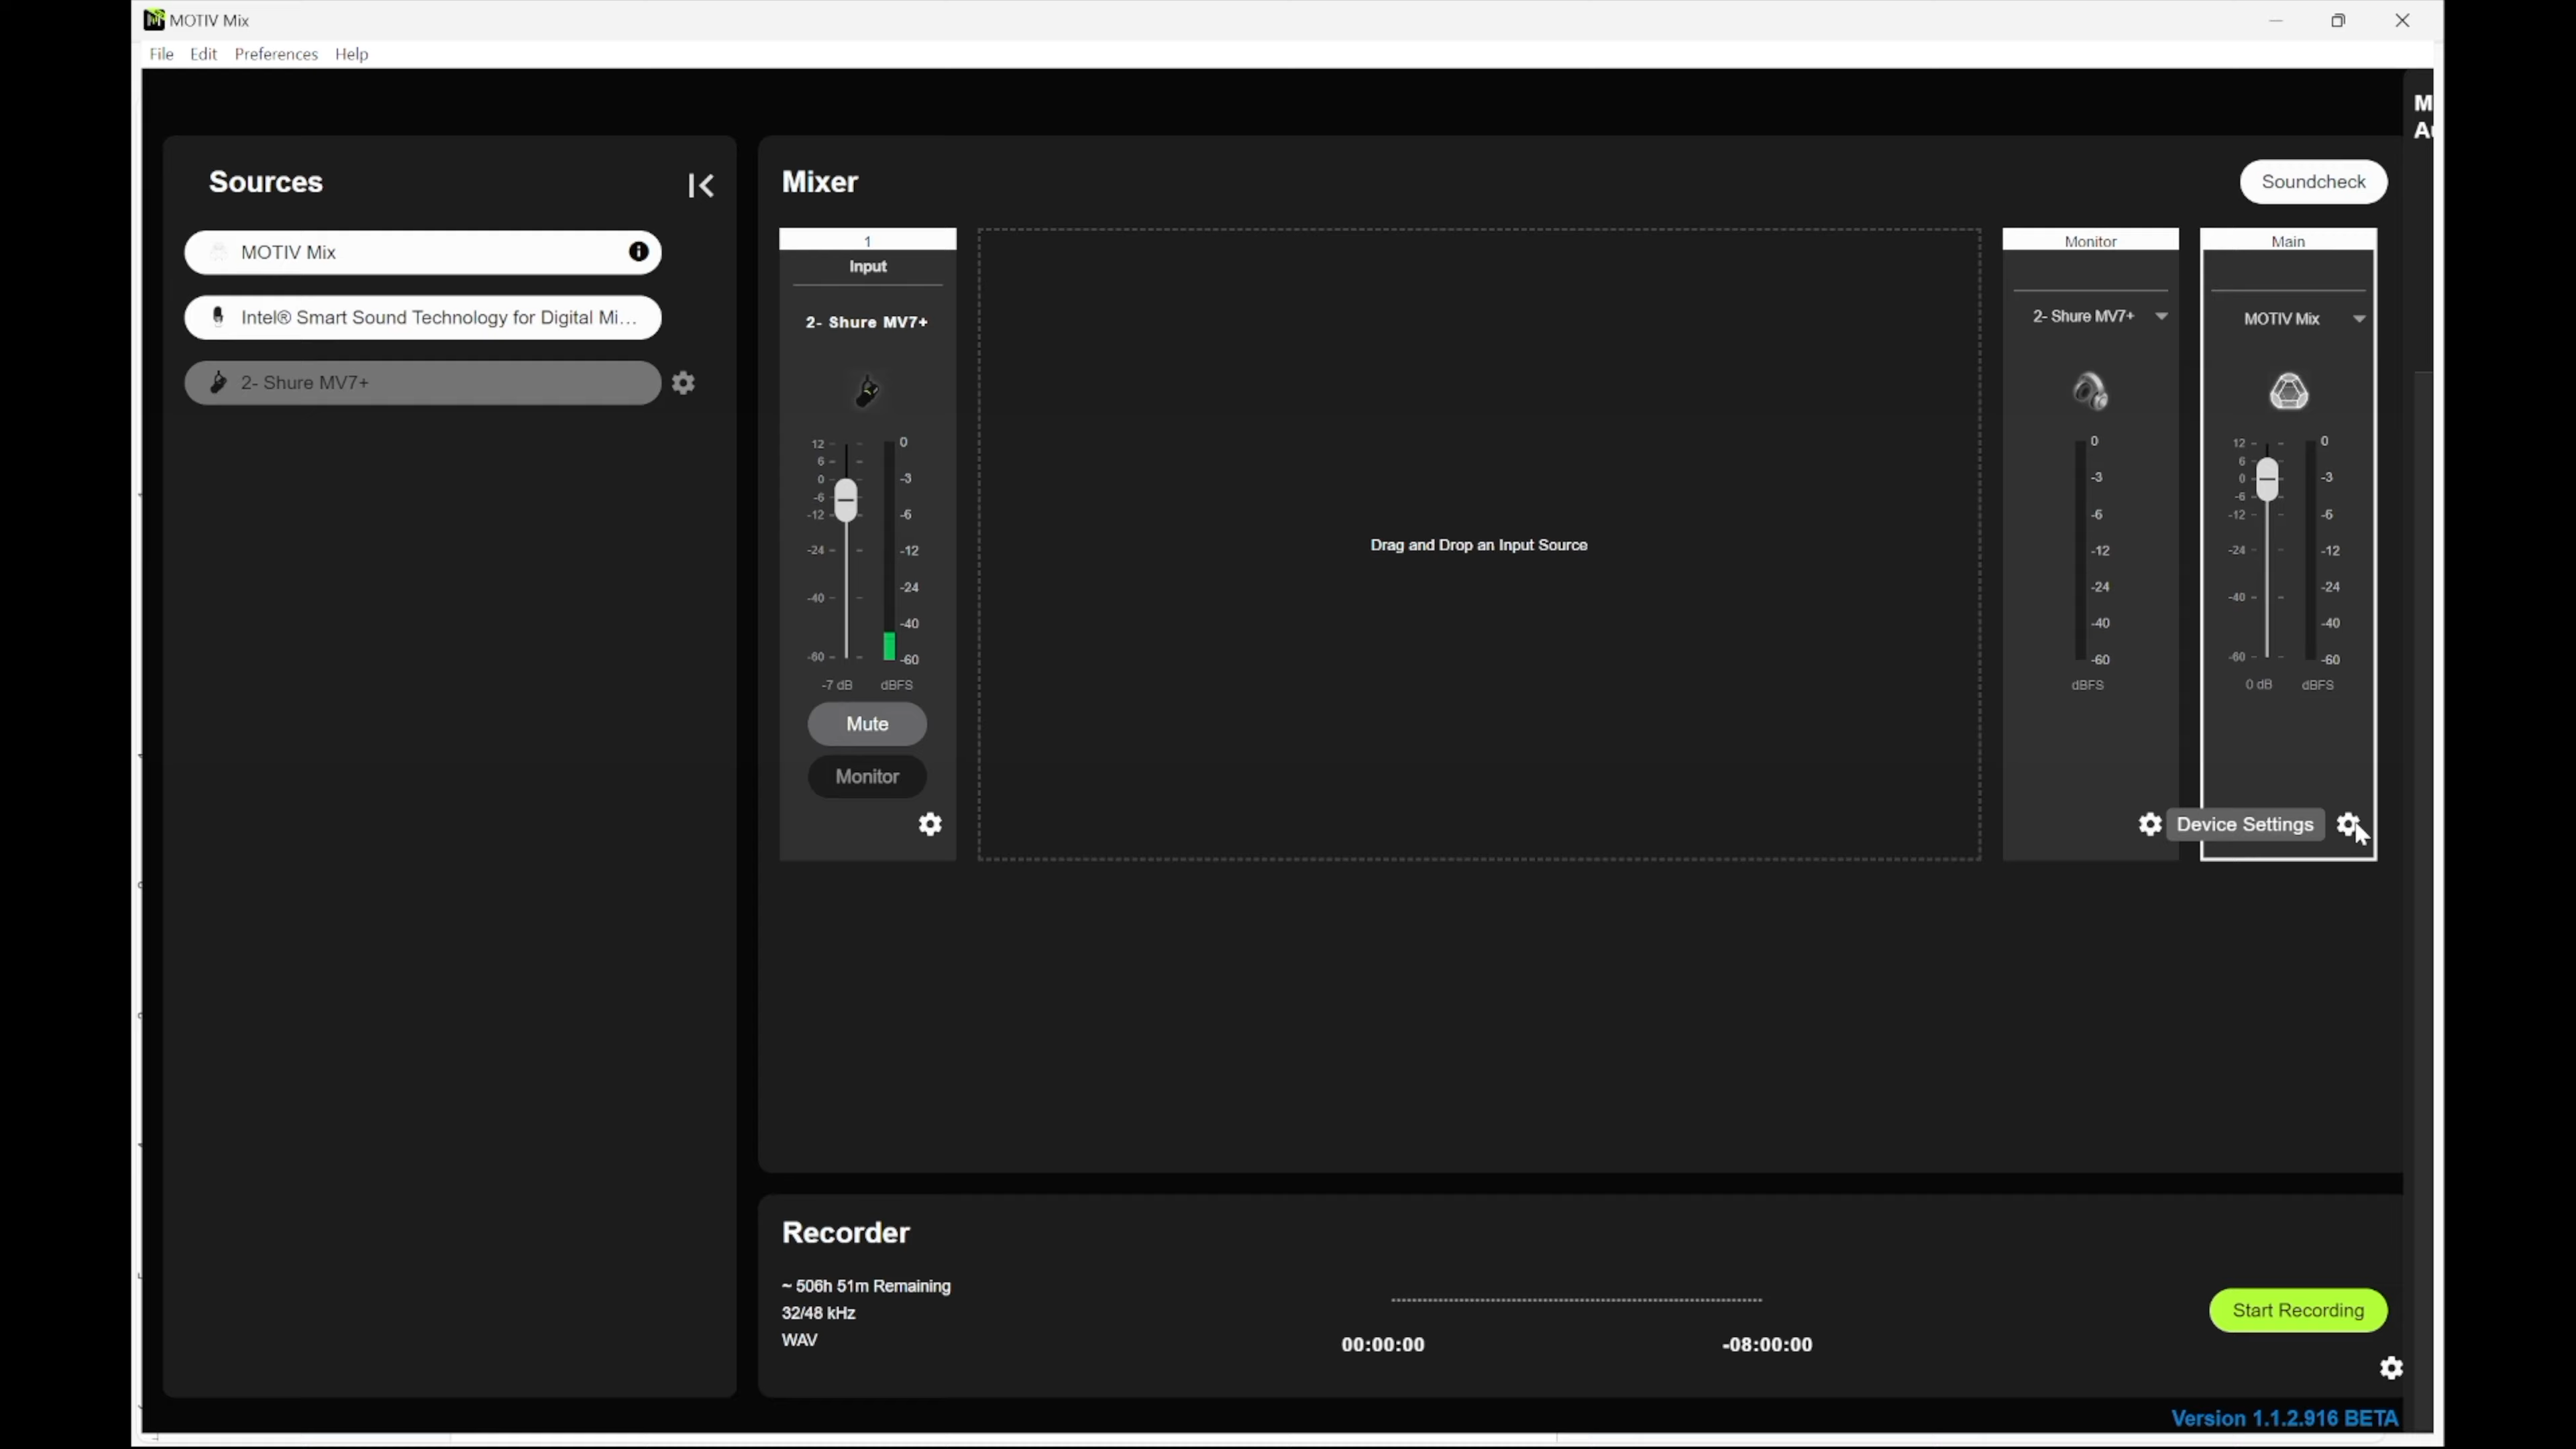 MOTIV Mix
File Edit Preferences Help
Sources
MOTIV Mix
Intel® Smart Sound Technology for Digital Mi...
2- Shure MV7+
Mixer
Soundcheck
1
Input
2- Shure MV7+
12
6
0
-6
-12
-24
-40
-60
0
-3
-6
-12
-24
-40
-60
-7 dB dBFS
Mute
Monitor
Drag and Drop an Input Source
Monitor
2- Shure MV7+
0
-3
-6
-12
-24
-40
-60
dBFS
Main
MOTIV Mix
12
6
0
-6
-12
-24
-40
-60
0
-3
-6
-12
-24
-40
-60
0 dB dBFS
Device Settings
Recorder
~ 506h 51m Remaining
32/48 kHz
WAV
00:00:00
-08:00:00
Start Recording
Version 1.1.2.916 BETA